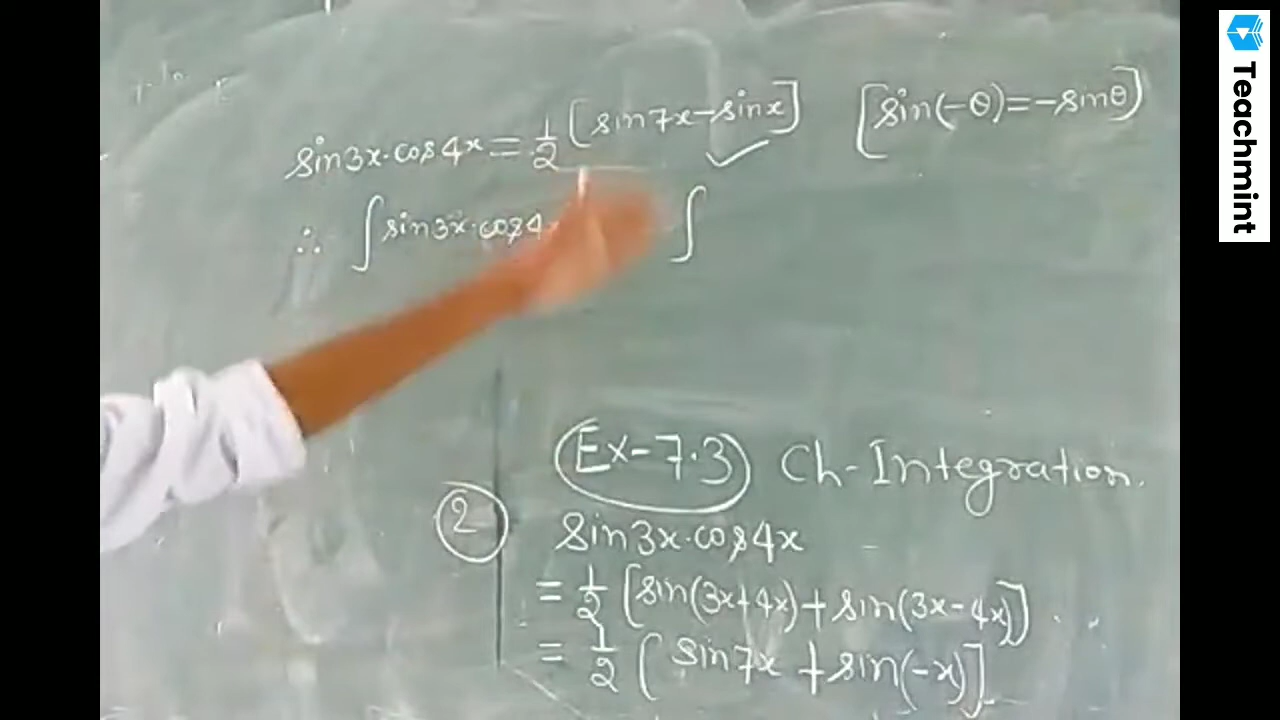 sin3x·cos4x = 1/2 [sin7x-sinx] [sin(-θ)=-sinθ]
∴ ∫sin3x·cos4 ∫
Ex-7.3 Ch-Integration.
2 sin3x·cos4x
= 1/2 [sin(3x+4x)+sin(3x-4x)]
= 1/2 [sin7x+sin(-x)]
Teachmint